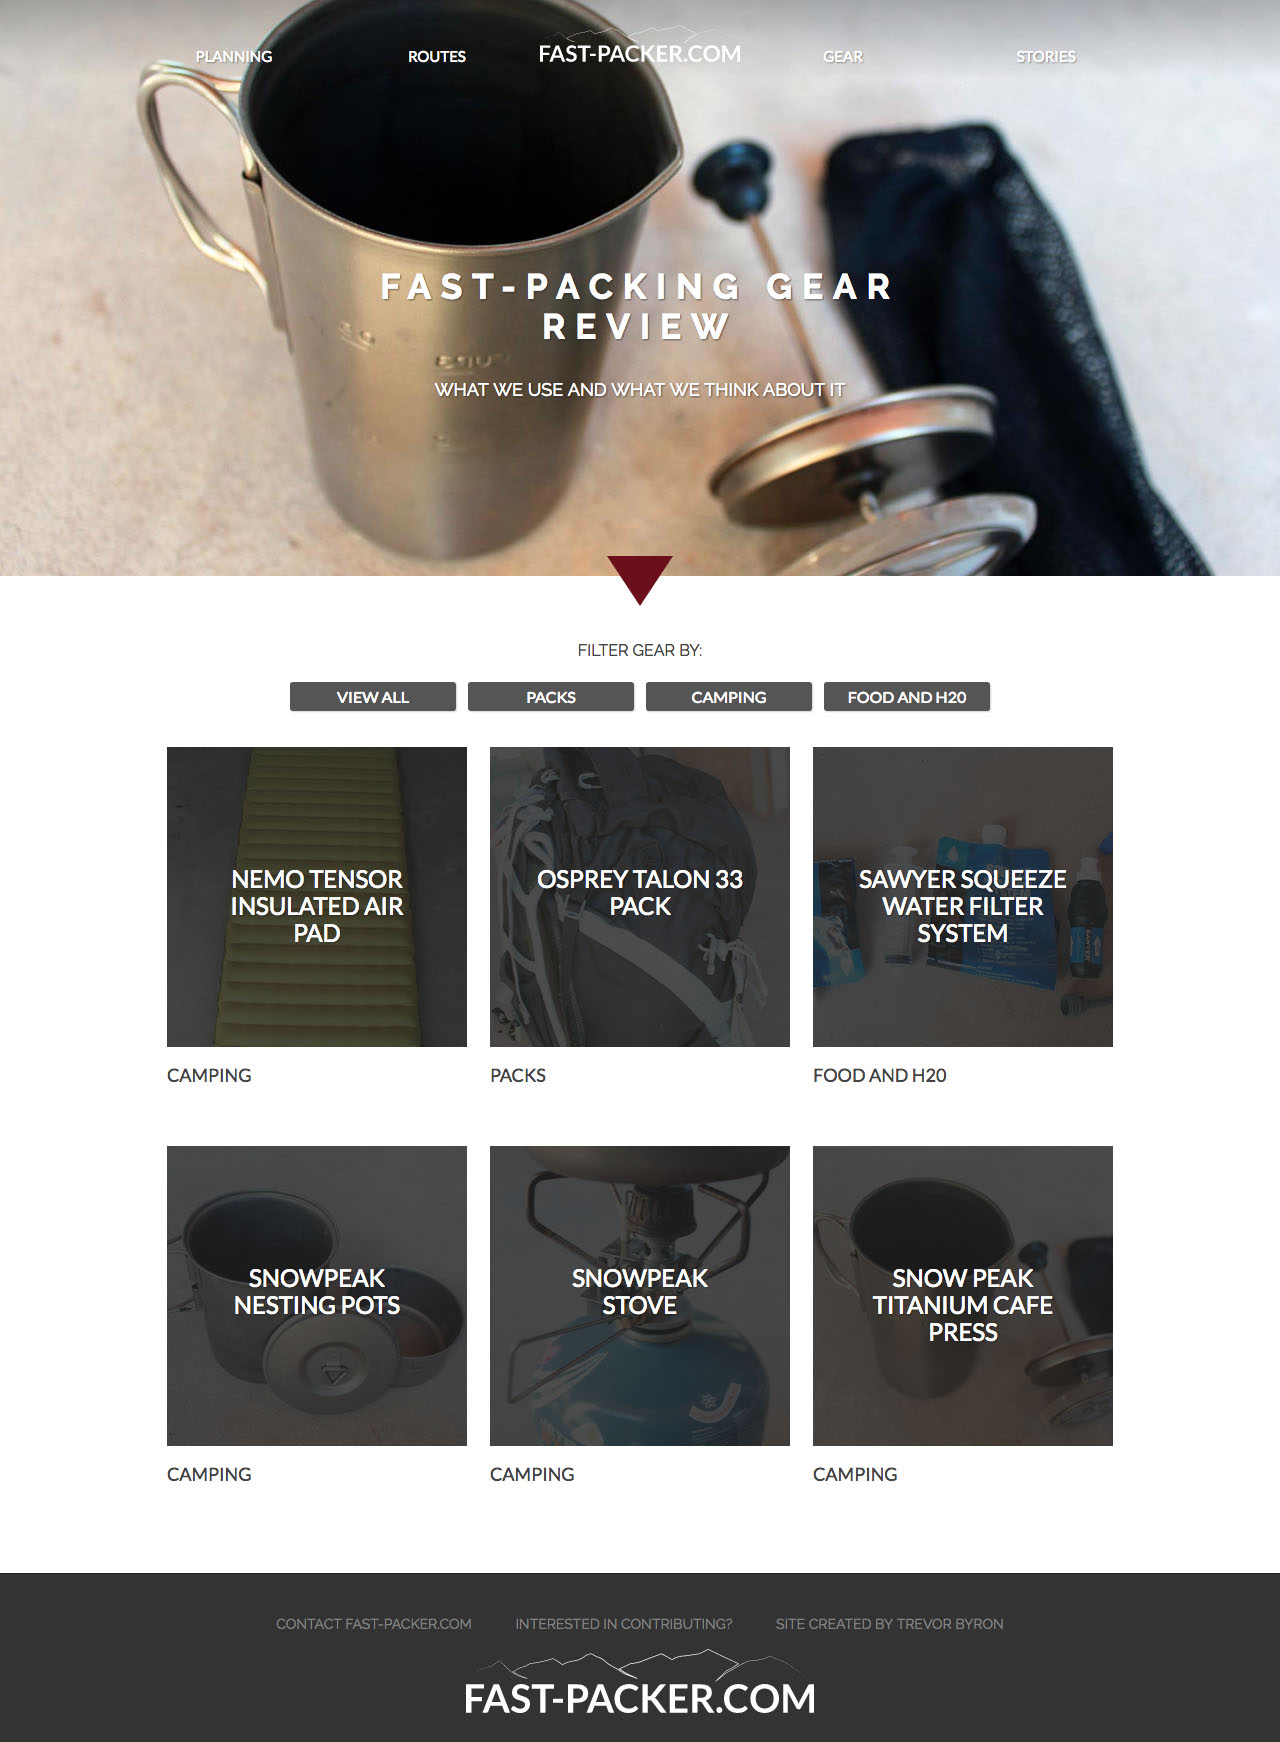 PLANNING
ROUTES
FAST-PACKER.COM
GEAR
STORIES
FAST-PACKING GEAR
REVIEW
WHAT WE USE AND WHAT WE THINK ABOUT IT
FILTER GEAR BY:
VIEW ALL
PACKS
CAMPING
FOOD AND H20
NEMO TENSOR
INSULATED AIR
PAD
OSPREY TALON 33
PACK
SAWYER SQUEEZE
WATER FILTER
SYSTEM
CAMPING
PACKS
FOOD AND H20
SNOWPEAK
NESTING POTS
SNOWPEAK
STOVE
SNOW PEAK
TITANIUM CAFE
PRESS
CAMPING
CAMPING
CAMPING
CONTACT FAST-PACKER.COM
INTERESTED IN CONTRIBUTING?
SITE CREATED BY TREVOR BYRON
FAST-PACKER.COM